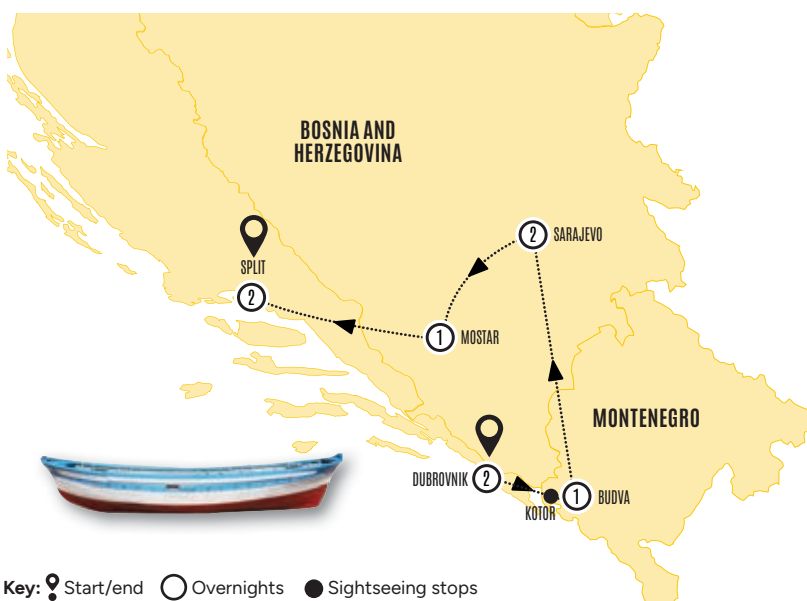 BOSNIA AND
HERZEGOVINA
2
SARAJEVO
SPLIT
2
1
MOSTAR
MONTENEGRO
DUBROVNIK
2
1
BUDVA
KOTOR
Key: Start/end Overnights Sightseeing stops